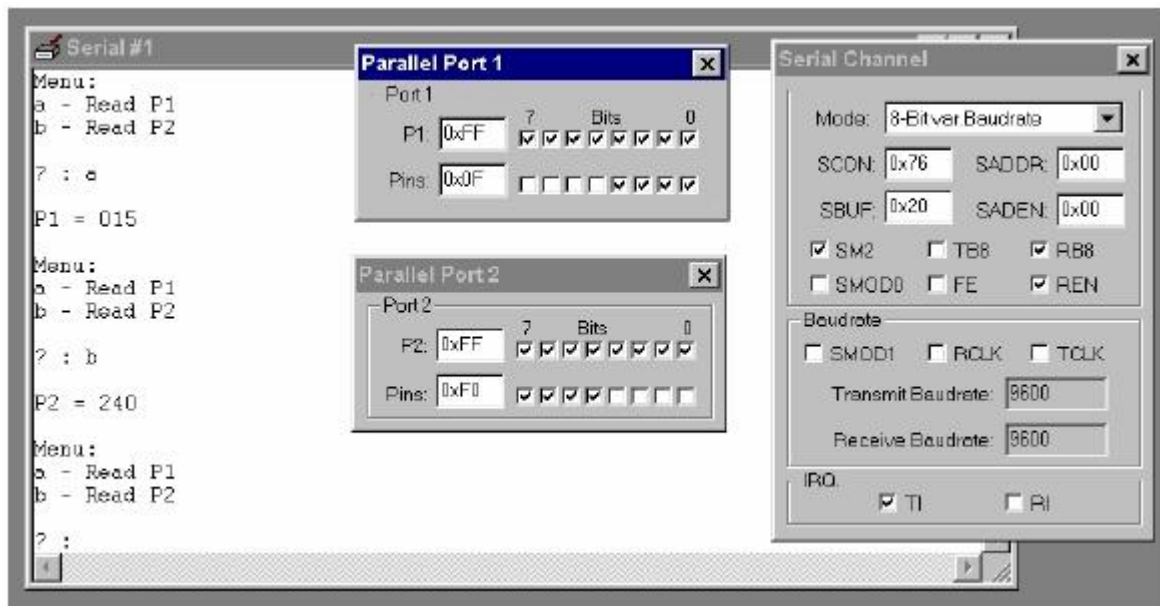 Serial #1
Menu:
a - Read P1
b - Read P2
? : a
P1 = 015
Menu:
a - Read P1
b - Read P2
? : b
P2 = 240
Menu:
a - Read P1
b - Read P2
? :
Parallel Port 1
Port 1
7 Bits 0
P1: 0xFF
Pins: 0x0F
Parallel Port 2
Port 2
7 Bits 0
P2: 0xFF
Pins: 0xF0
Serial Channel
Mode: 8-Bit var. Baudrate
SCON: 0x76 SADDR: 0x00
SBUF: 0x20 SADEN: 0x00
SM2 TB8 RB8
SMOD0 FE REN
Baudrate
SMOD1 RCLK TCLK
Transmit Baudrate: 9600
Receive Baudrate: 9600
IRQ
TI RI